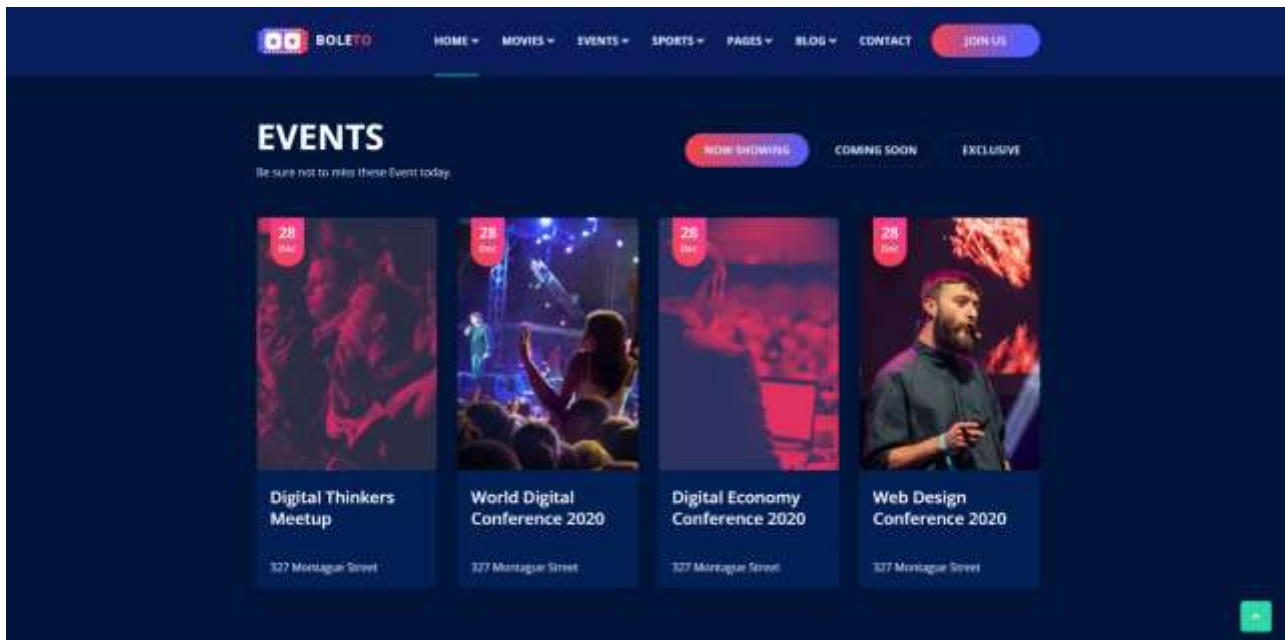 BOLETO
HOME MOVIES EVENTS SPORTS PAGES BLOG CONTACT JOIN US
EVENTS
NOW SHOWING COMING SOON EXCLUSIVE
Be sure not to miss these Event today.
28 28 28 28
Dec Dec Dec Dec
Digital Thinkers World Digital Digital Economy Web Design
Meetup Conference 2020 Conference 2020 Conference 2020
327 Montague Street 327 Montague Street 327 Montague Street 327 Montague Street